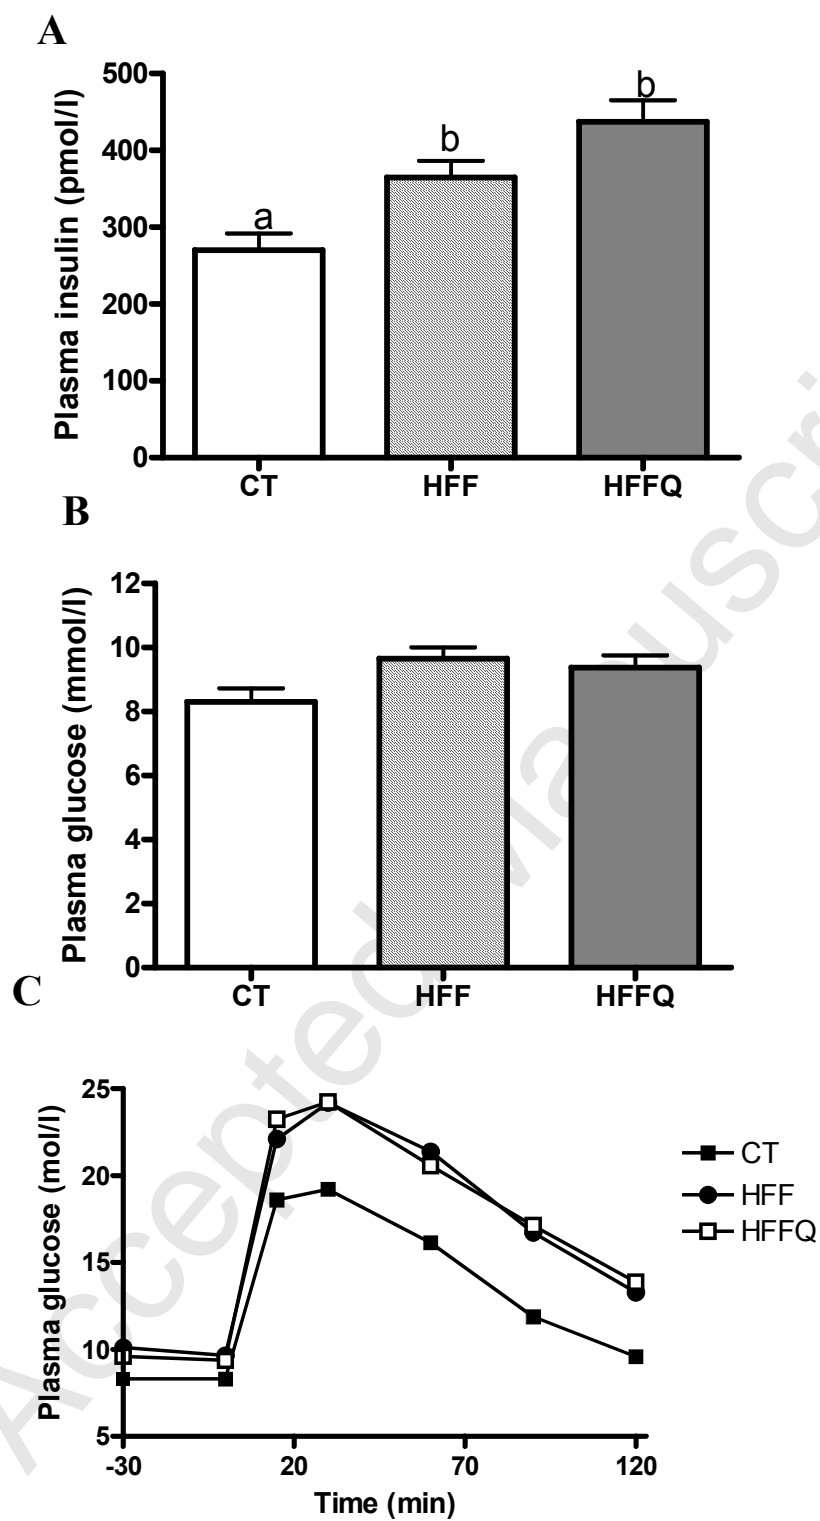 A
500
400
300
200
100
0
Plasma insulin (pmol/l)
a
b
b
CT HFF HFFQ
B
12
10
8
6
4
2
0
Plasma glucose (mmol/l)
CT HFF HFFQ
C
25
20
15
10
5
Plasma glucose (mol/l)
-30 20 70 120
Time (min)
CT
HFF
HFFQ
Accepted Manuscri